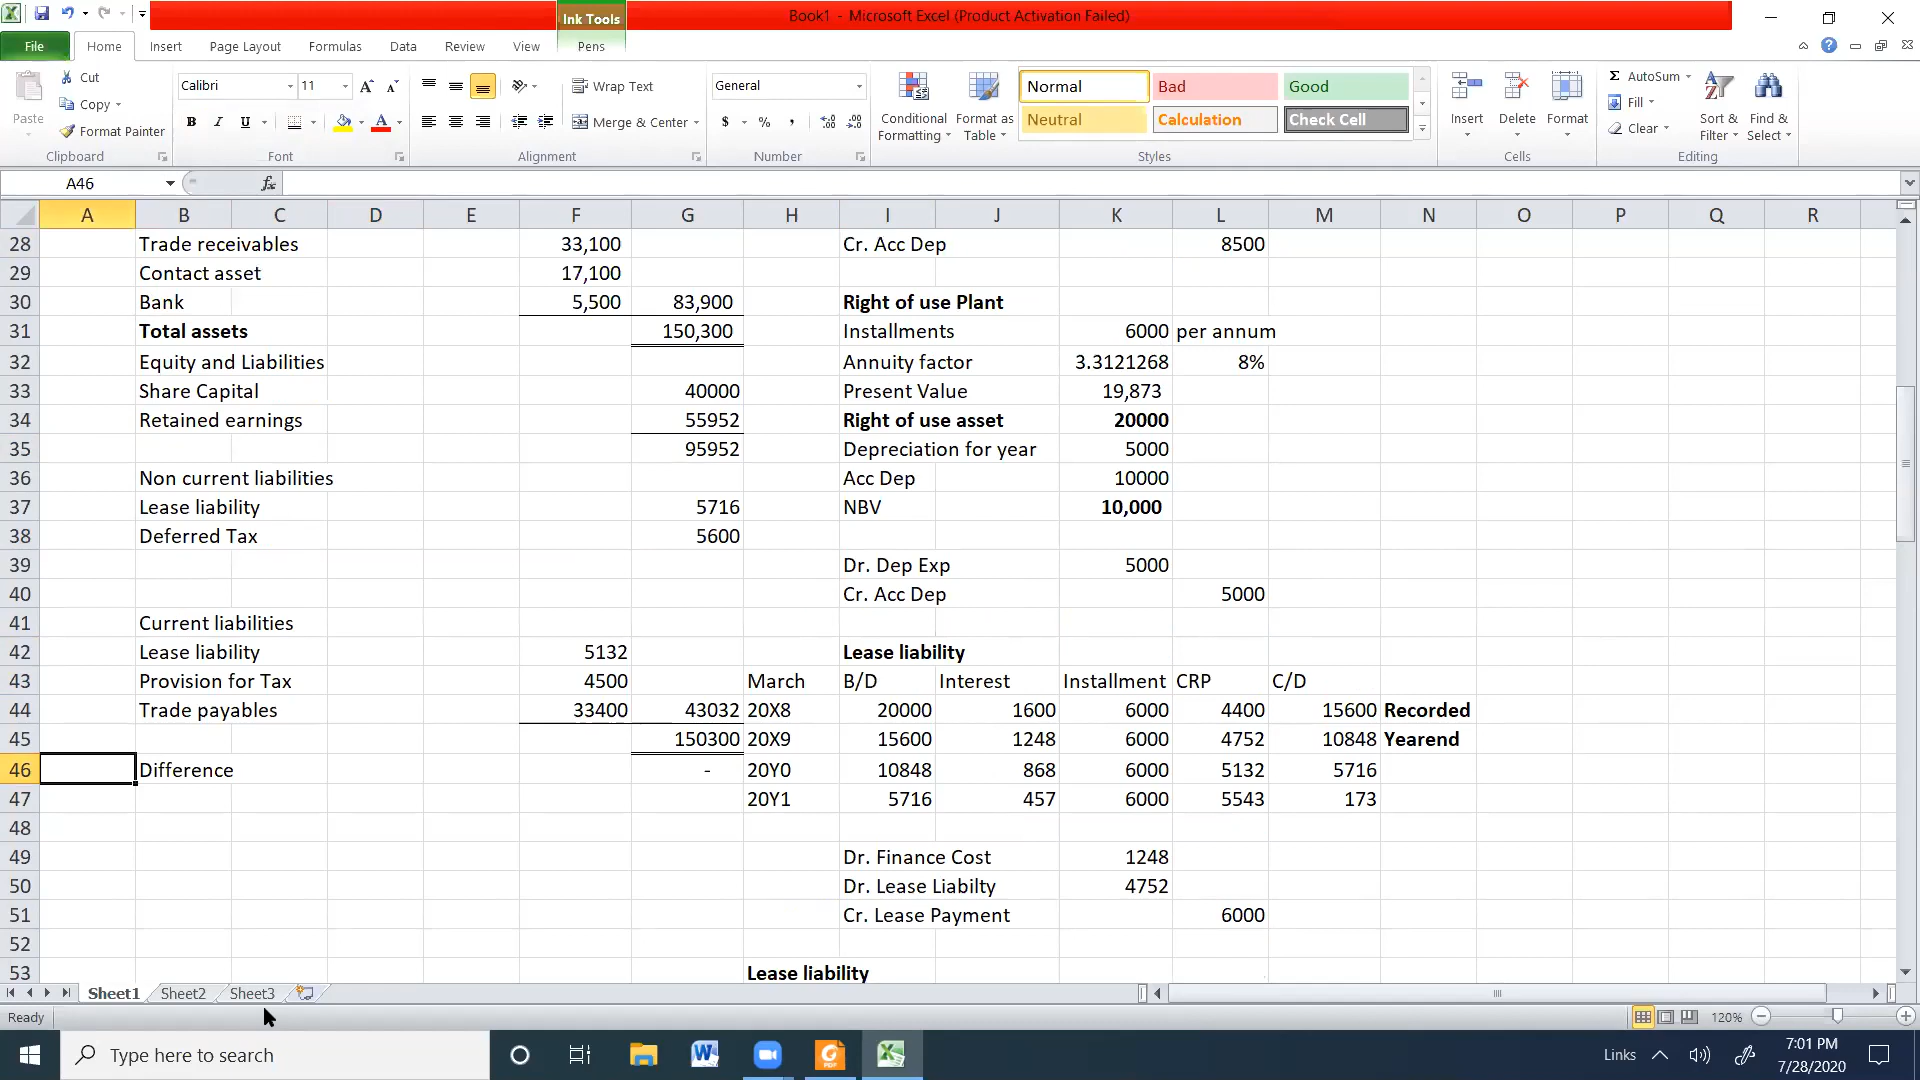 Book1 - Microsoft Excel (Product Activation Failed)
Ink Tools
File Home Insert Page Layout Formulas Data Review View Pens
Paste
Cut
Copy
Format Painter
Clipboard
Calibri 11
B I U
Font
Wrap Text
Merge & Center
Alignment
General
$ % ,
Number
Conditional Formatting
Format as Table
Normal Bad Good
Neutral Calculation Check Cell
Styles
Insert Delete Format
Cells
Σ AutoSum
Fill
Clear
Sort & Filter
Find & Select
Editing
A46 fx
A B C D E F G H I J K L M N O P Q R
28 Trade receivables 33,100 Cr. Acc Dep 8500
29 Contact asset 17,100
30 Bank 5,500 83,900 Right of use Plant
31 Total assets 150,300 Installments 6000 per annum
32 Equity and Liabilities Annuity factor 3.3121268 8%
33 Share Capital 40000 Present Value 19,873
34 Retained earnings 55952 Right of use asset 20000
35 95952 Depreciation for year 5000
36 Non current liabilities Acc Dep 10000
37 Lease liability 5716 NBV 10,000
38 Deferred Tax 5600
39 Dr. Dep Exp 5000
40 Cr. Acc Dep 5000
41 Current liabilities
42 Lease liability 5132 Lease liability
43 Provision for Tax 4500 March B/D Interest Installment CRP C/D
44 Trade payables 33400 43032 20X8 20000 1600 6000 4400 15600 Recorded
45 150300 20X9 15600 1248 6000 4752 10848 Yearend
46 Difference - 20Y0 10848 868 6000 5132 5716
47 20Y1 5716 457 6000 5543 173
48
49 Dr. Finance Cost 1248
50 Dr. Lease Liabilty 4752
51 Cr. Lease Payment 6000
52
53 Lease liability
Sheet1 Sheet2 Sheet3
Ready 120%
Type here to search
Links
7:01 PM
7/28/2020